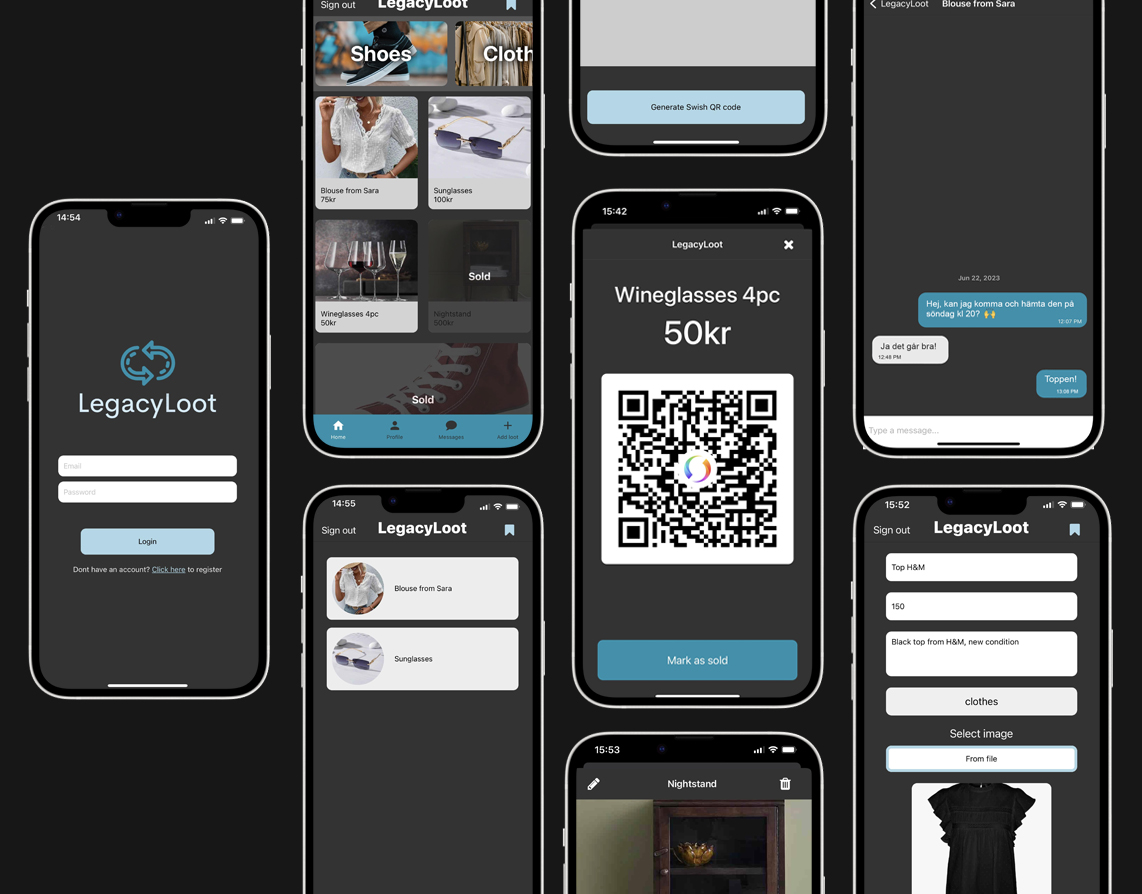 14:54
LegacyLoot
Email
Password
Login
Dont have an account? Click here to register
Sign out
LegacyLoot
Shoes
Cloth
Blouse from Sara
75kr
Sunglasses
100kr
Wineglasses 4pc
50kr
Sold
Nightstand
500kr
Sold
Home
Profile
Messages
Add loot
14:55
Sign out
LegacyLoot
Blouse from Sara
Sunglasses
Generate Swish QR code
15:42
LegacyLoot
Wineglasses 4pc
50kr
Mark as sold
15:53
Nightstand
LegacyLoot
Blouse from Sara
Jun 22, 2023
Hej, kan jag komma och hämta den på
söndag kl 20? 🙌
12:07 PM
Ja det går bra!
12:48 PM
Toppen!
13:08 PM
Type a message...
15:52
Sign out
LegacyLoot
Top H&M
150
Black top from H&M, new condition
clothes
Select image
From file